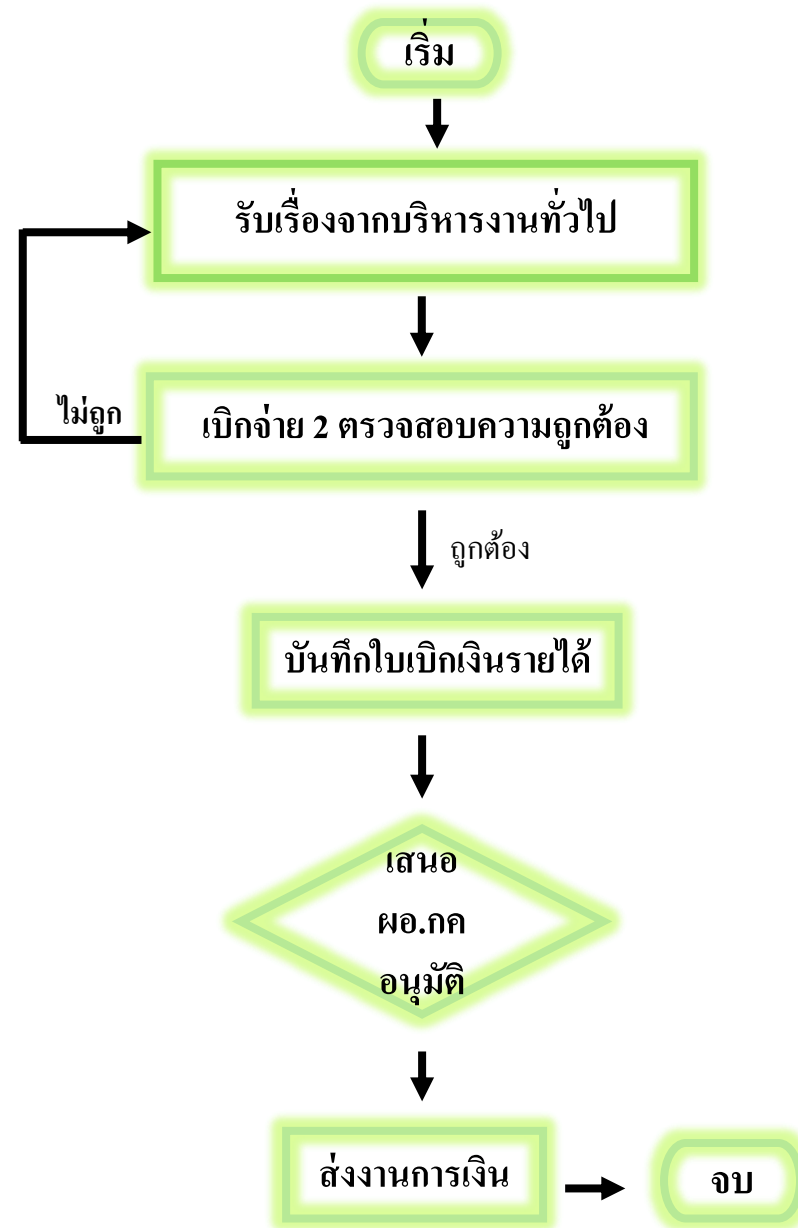 เริ่ม
รับเรื่องจากบริหารงานทั่วไป
ไม่ถูก
เบิกจ่าย 2 ตรวจสอบความถูกต้อง
ถูกต้อง
บันทึกใบเบิกเงินรายได้
เสนอ
ผอ.กค
อนุมัติ
ส่งงานการเงิน
จบ